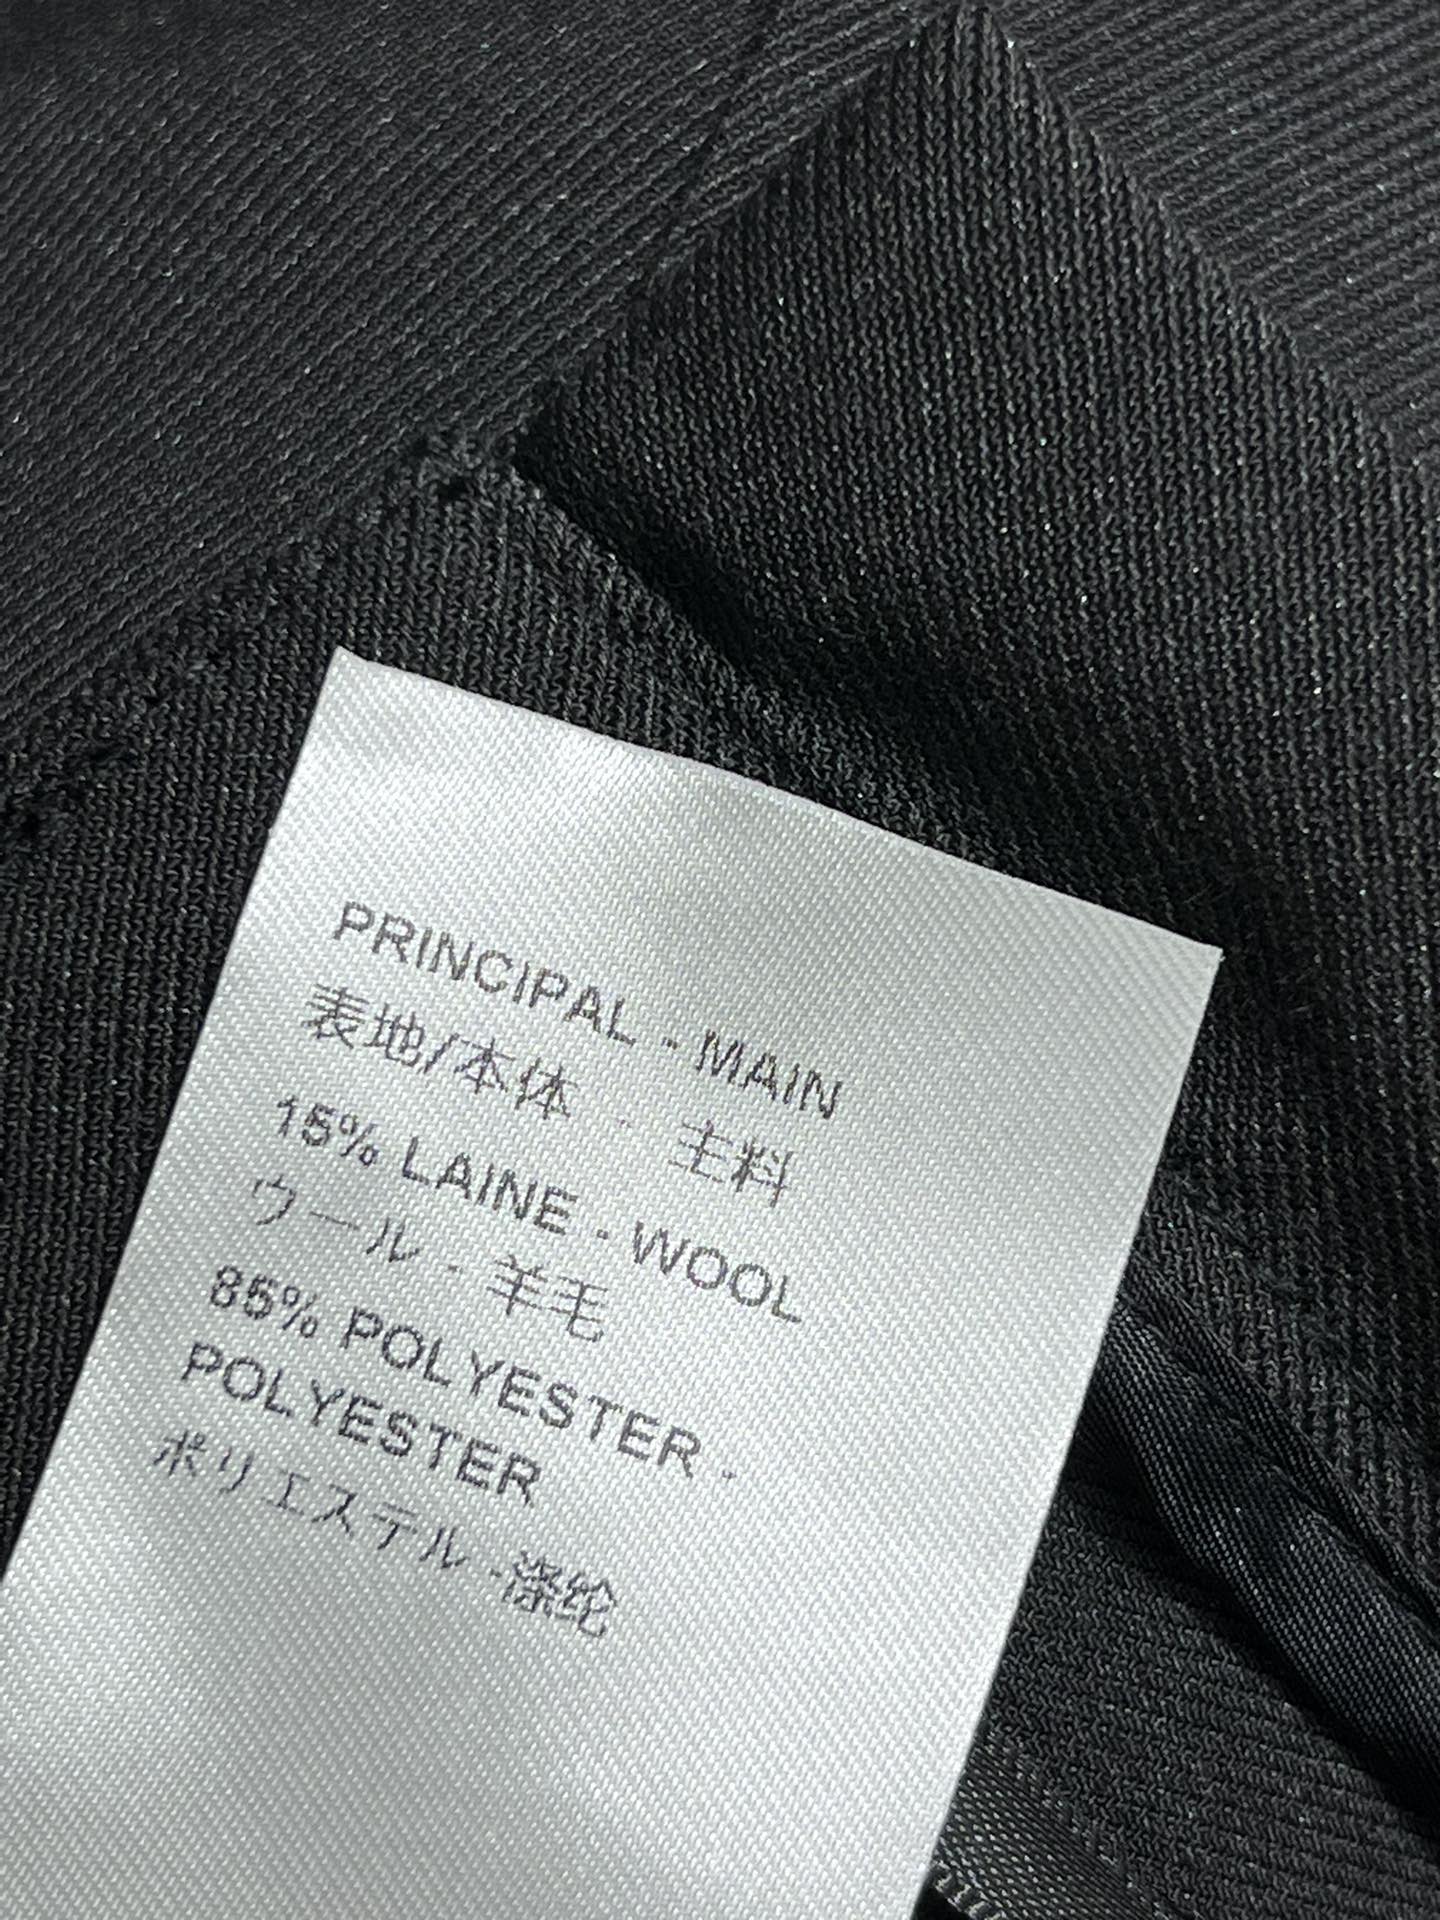 PRINCIPAL - MAIN
表地/本体 - 主料
15% LAINE - WOOL
ウール - 羊毛
85% POLYESTER -
POLYESTER
ポリエステル -涤纶